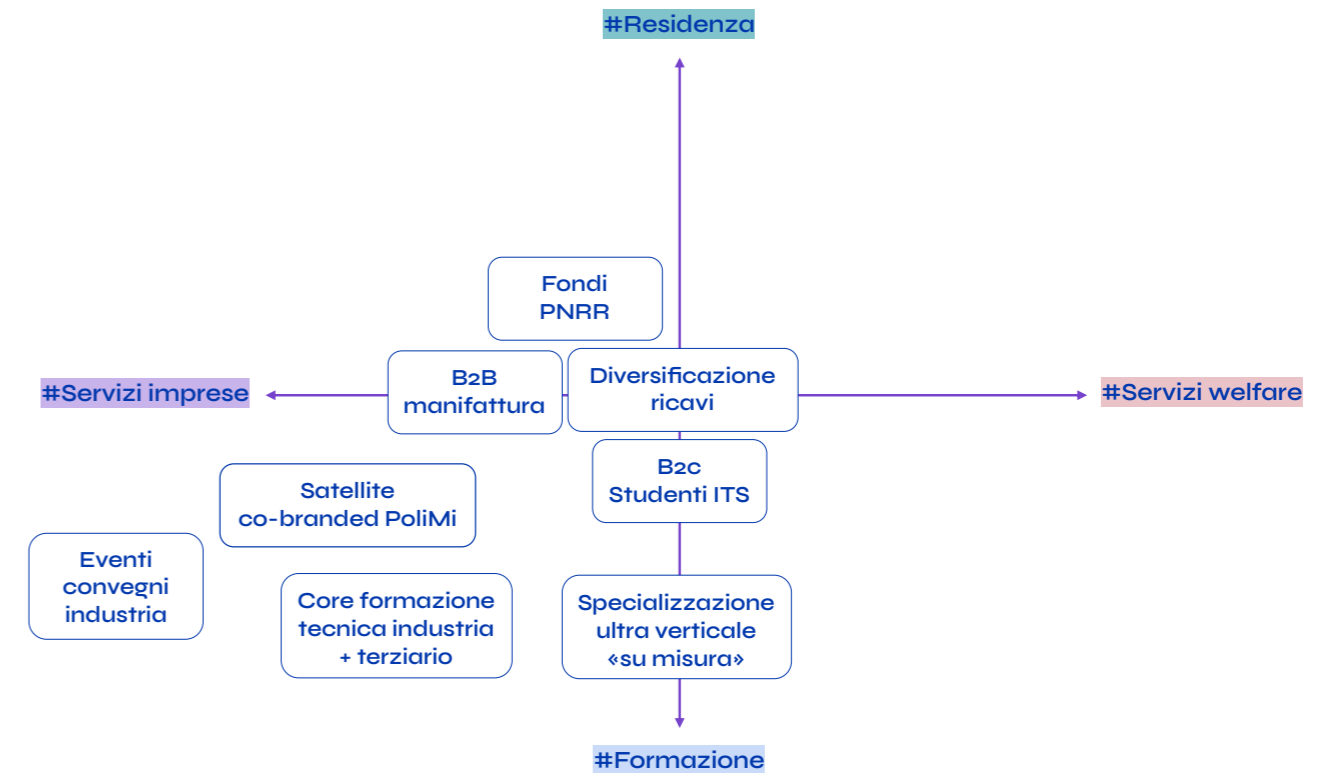 #Residenza
Fondi
PNRR
#Servizi imprese
B2B
manifattura
Diversificazione
ricavi
#Servizi welfare
B2c
Studenti ITS
Satellite
co-branded PoliMi
Eventi
convegni
industria
Core formazione
tecnica industria
+ terziario
Specializzazione
ultra verticale
«su misura»
#Formazione